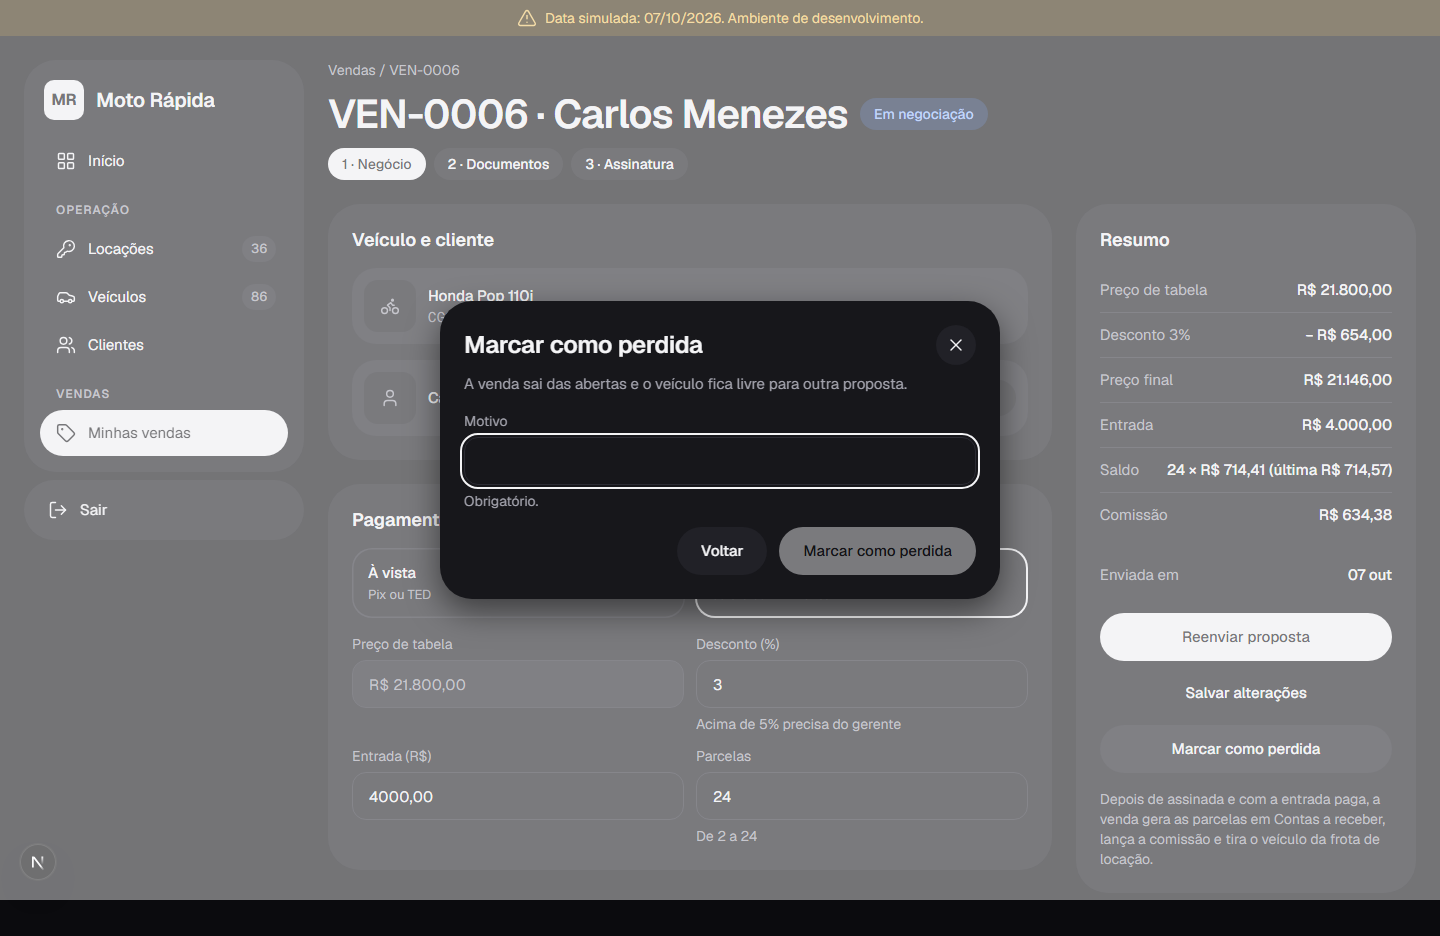 Data simulada: 07/10/2026. Ambiente de desenvolvimento.
MR
Moto Rápida
Início
OPERAÇÃO
Locações 36
Veículos 86
Clientes
VENDAS
Minhas vendas
Sair
Vendas / VEN-0006
VEN-0006 · Carlos Menezes
Em negociação
1 · Negócio
2 · Documentos
3 · Assinatura
Veículo e cliente
Honda Pop 110i
Marcar como perdida
A venda sai das abertas e o veículo fica livre para outra proposta.
Motivo
Obrigatório.
Voltar
Marcar como perdida
À vista
Pix ou TED
Preço de tabela
R$ 21.800,00
Desconto (%)
3
Acima de 5% precisa do gerente
Entrada (R$)
4000,00
Parcelas
24
De 2 a 24
Resumo
Preço de tabela R$ 21.800,00
Desconto 3% – R$ 654,00
Preço final R$ 21.146,00
Entrada R$ 4.000,00
Saldo 24 × R$ 714,41 (última R$ 714,57)
Comissão R$ 634,38
Enviada em 07 out
Reenviar proposta
Salvar alterações
Marcar como perdida
Depois de assinada e com a entrada paga, a
venda gera as parcelas em Contas a receber,
lança a comissão e tira o veículo da frota de
locação.